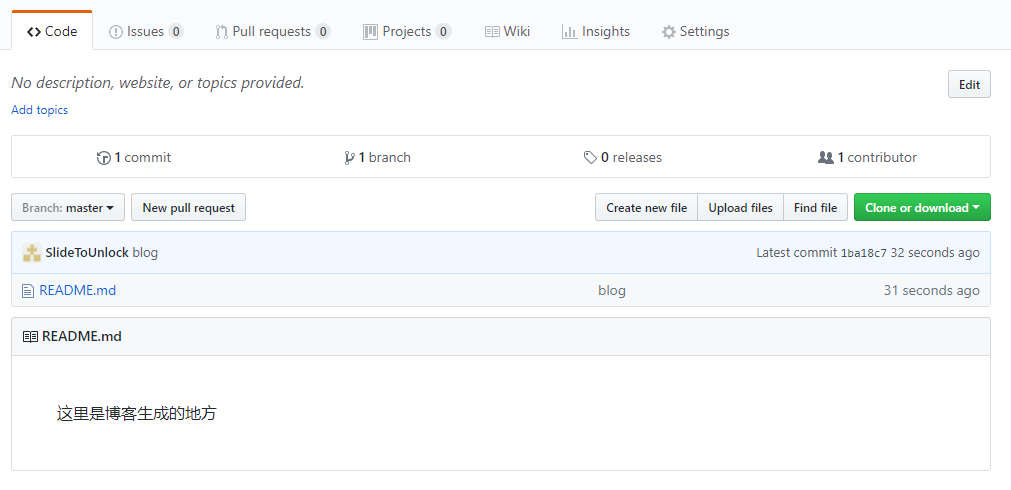 Code Issues 0 Pull requests 0 Projects 0 Wiki Insights Settings
No description, website, or topics provided. Edit
Add topics
1 commit 1 branch 0 releases 1 contributor
Branch: master New pull request Create new file Upload files Find file Clone or download
SlideToUnlock blog Latest commit 1ba18c7 32 seconds ago
README.md blog 31 seconds ago
README.md
这里是博客生成的地方